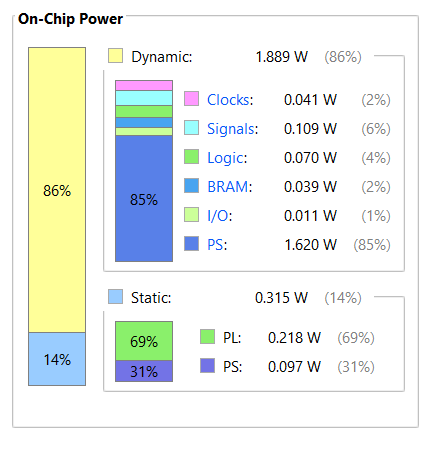 On-Chip Power
Dynamic: 1.889 W (86%)
Clocks: 0.041 W (2%)
Signals: 0.109 W (6%)
Logic: 0.070 W (4%)
BRAM: 0.039 W (2%)
I/O: 0.011 W (1%)
PS: 1.620 W (85%)
86%
85%
Static: 0.315 W (14%)
PL: 0.218 W (69%)
PS: 0.097 W (31%)
14%
69%
31%